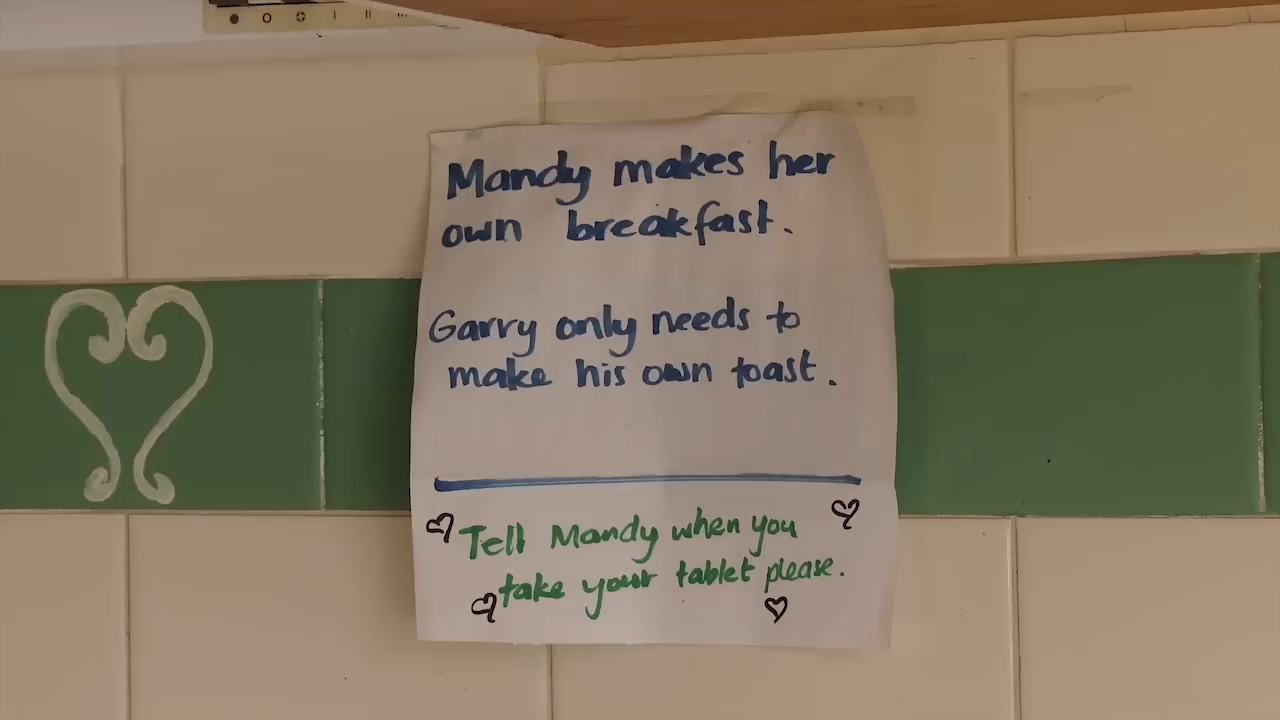 Mandy makes her
own breakfast.
Garry only needs to
make his own toast.
Tell Mandy when you
take your tablet please.